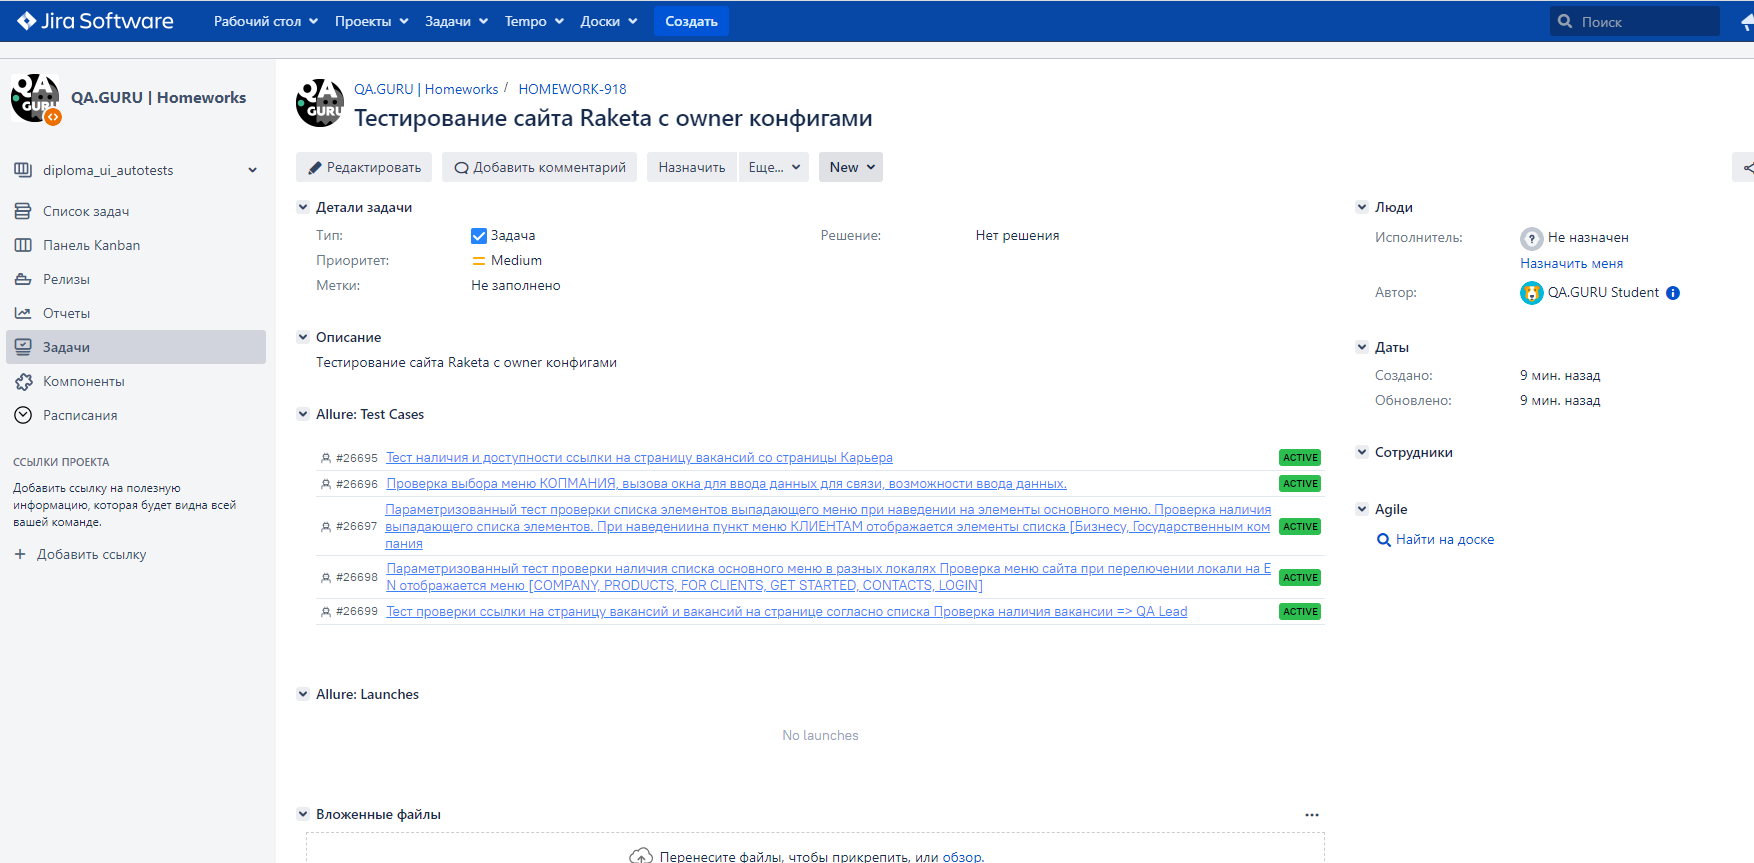 Jira Software
Рабочий стол
Проекты
Задачи
Tempo
Доски
Создать
Поиск
QA GURU
QA.GURU | Homeworks
diploma_ui_autotests
Список задач
Панель Kanban
Релизы
Отчеты
Задачи
Компоненты
Расписания
ССЫЛКИ ПРОЕКТА
Добавить ссылку на полезную
информацию, которая будет видна всей
вашей команде.
+ Добавить ссылку
QA GURU
QA.GURU | Homeworks / HOMEWORK-918
Тестирование сайта Raketa с owner конфигами
Редактировать
Добавить комментарий
Назначить
Еще...
New
Детали задачи
Тип: Задача
Решение: Нет решения
Приоритет: Medium
Метки: Не заполнено
Описание
Тестирование сайта Raketa с owner конфигами
Allure: Test Cases
#26695 Тест наличия и доступности ссылки на страницу вакансий со страницы Карьера ACTIVE
#26696 Проверка выбора меню КОПМАНИЯ, вызова окна для ввода данных для связи, возможности ввода данных. ACTIVE
Параметризованный тест проверки списка элементов выпадающего меню при наведении на элементы основного меню. Проверка наличия
#26697 выпадающего списка элементов. При наведениина пункт меню КЛИЕНТАМ отображается элементы списка [Бизнесу, Государственным ком ACTIVE
пания
Параметризованный тест проверки наличия списка основного меню в разных локалях Проверка меню сайта при перелючении локали на E
#26698 ACTIVE
N отображается меню [COMPANY, PRODUCTS, FOR CLIENTS, GET STARTED, CONTACTS, LOGIN]
#26699 Тест проверки ссылки на страницу вакансий и вакансий на странице согласно списка Проверка наличия вакансии => QA Lead ACTIVE
Allure: Launches
No launches
Вложенные файлы
Перенесите файлы, чтобы прикрепить, или обзор.
Люди
Исполнитель: Не назначен
Назначить меня
Автор: QA.GURU Student
Даты
Создано: 9 мин. назад
Обновлено: 9 мин. назад
Сотрудники
Agile
Найти на доске